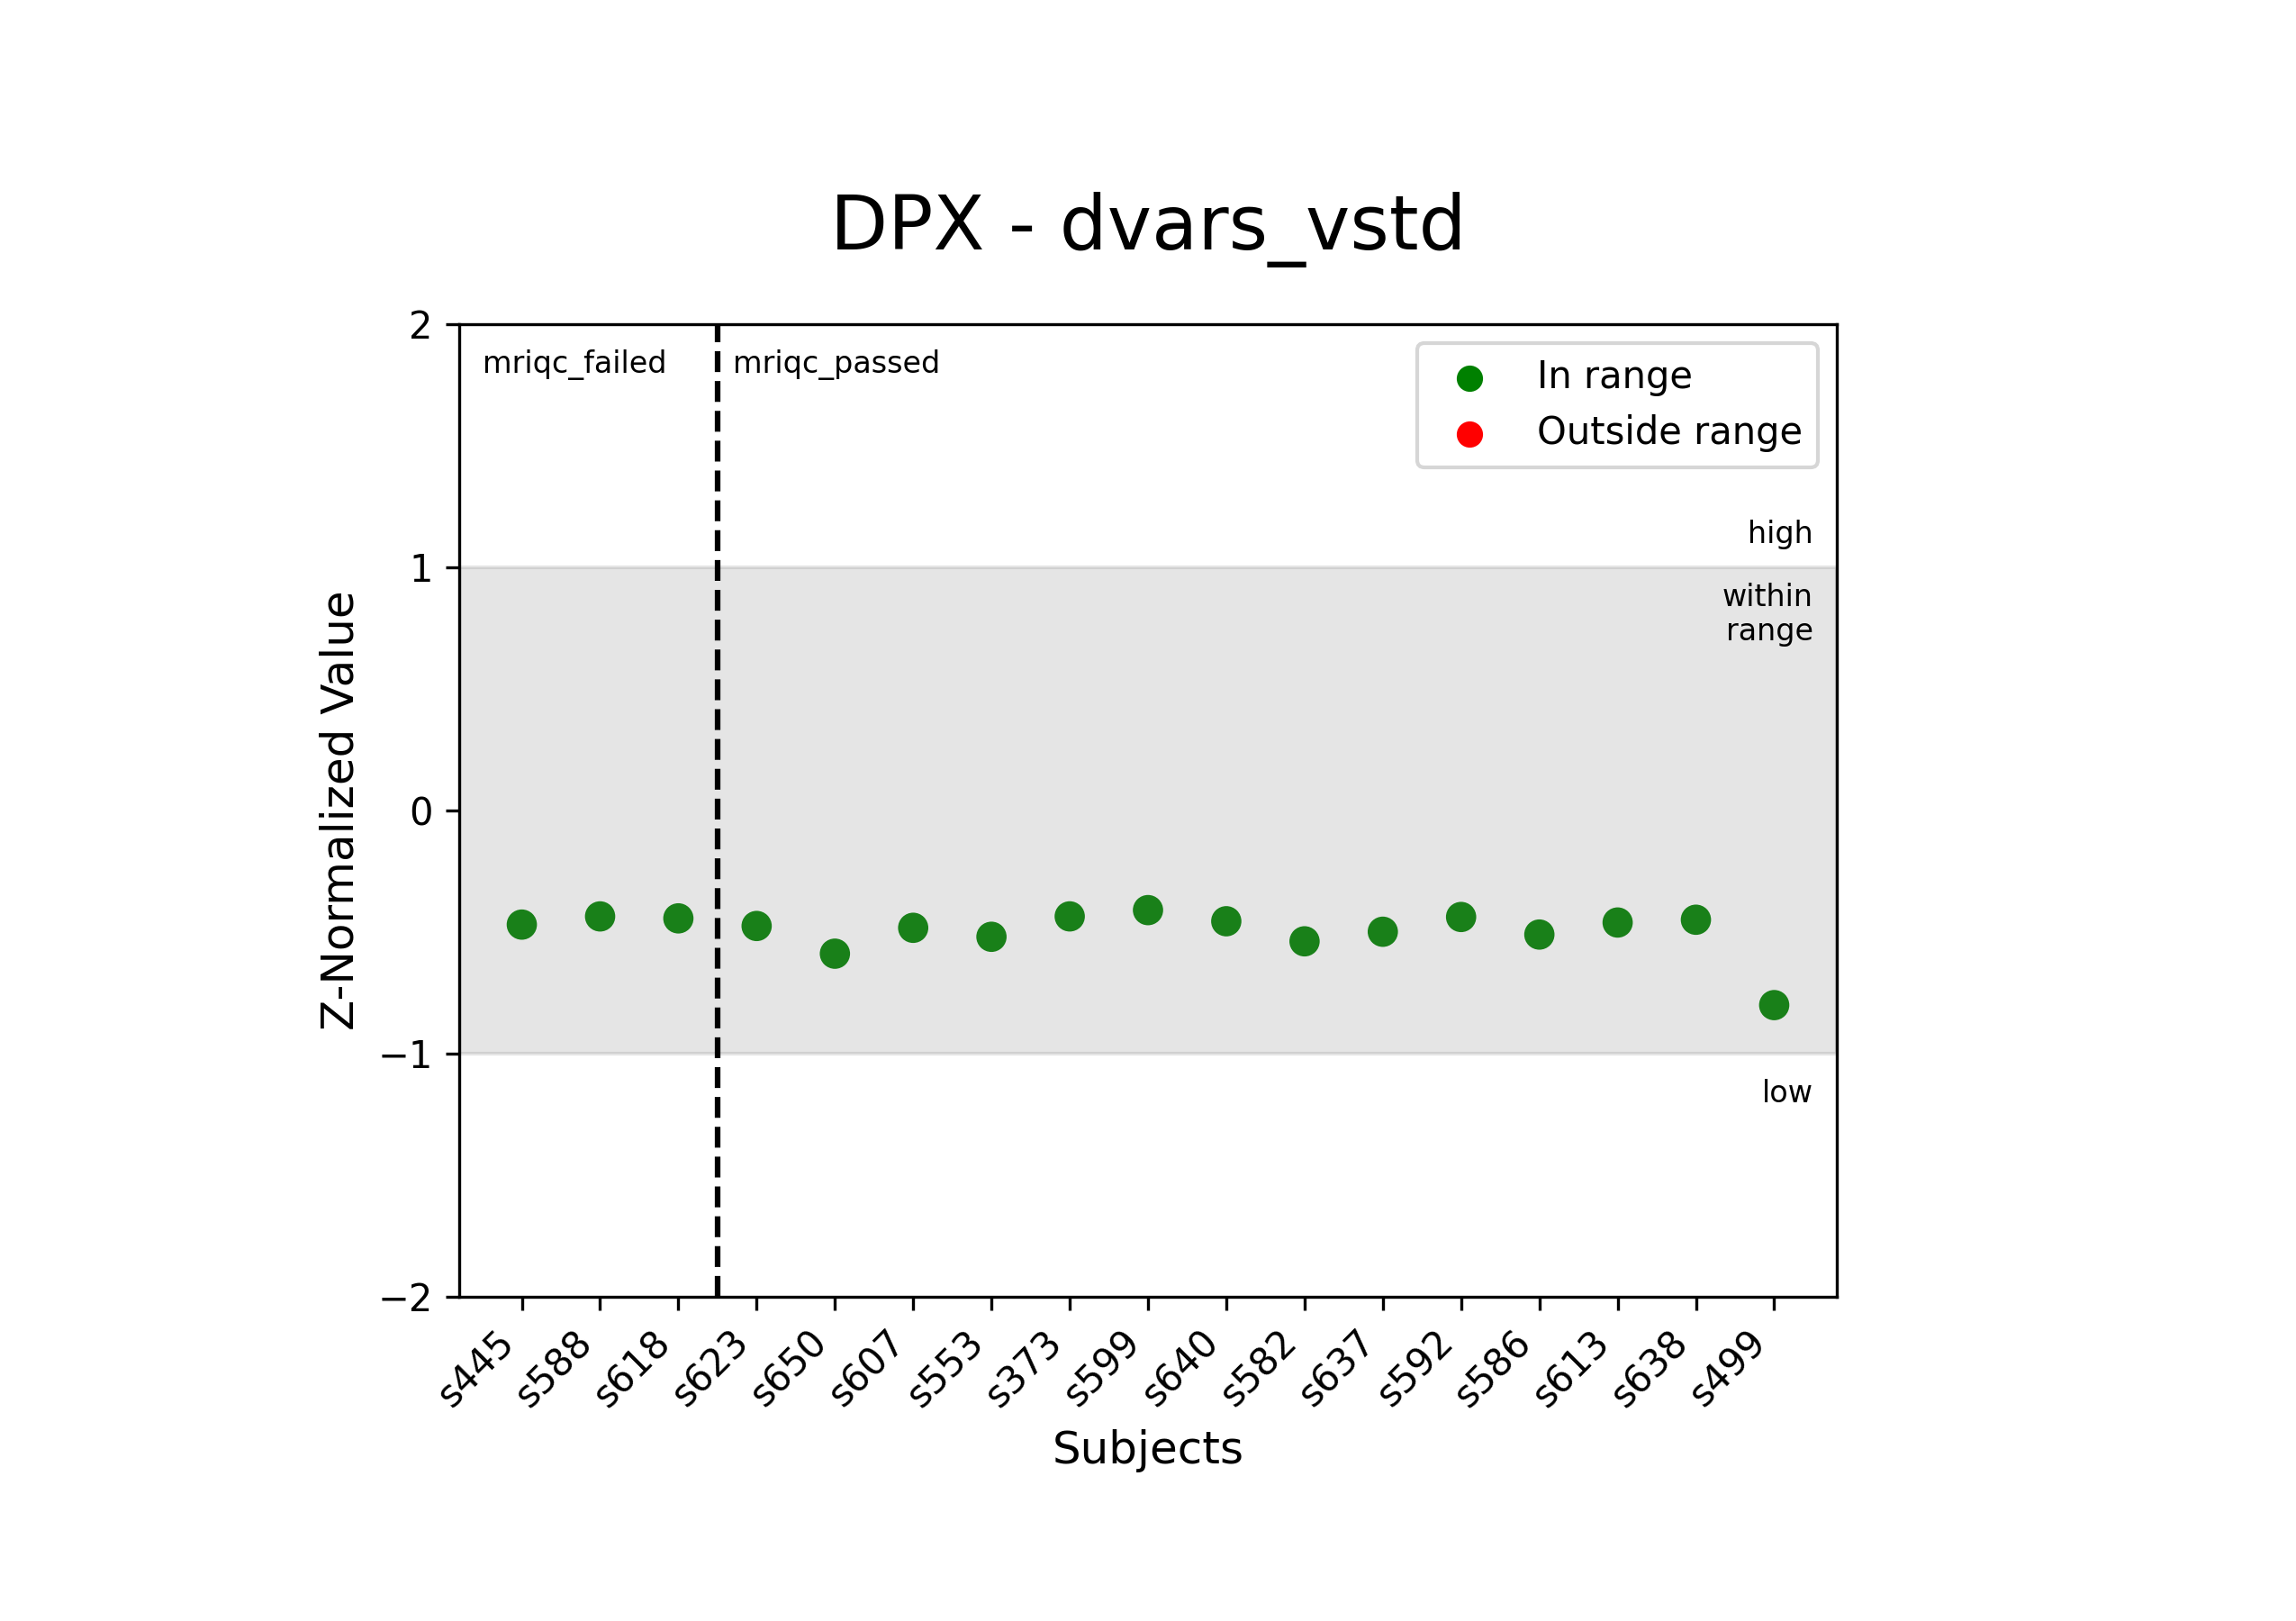 DPX - dvars_vstd
2
mriqc_failed
mriqc_passed
In range
Outside range
high
1
within
range
Z-Normalized Value
0
−1
low
−2
s445
s588
s618
s623
s650
s607
s553
s373
s599
s640
s582
s637
s592
s586
s613
s638
s499
Subjects